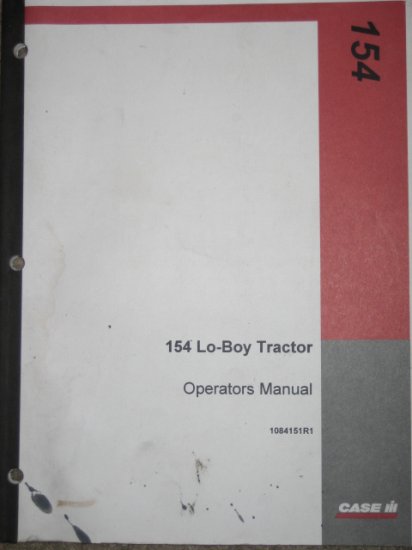 154
154 Lo-Boy Tractor
Operators Manual
1084151R1
CASE IH